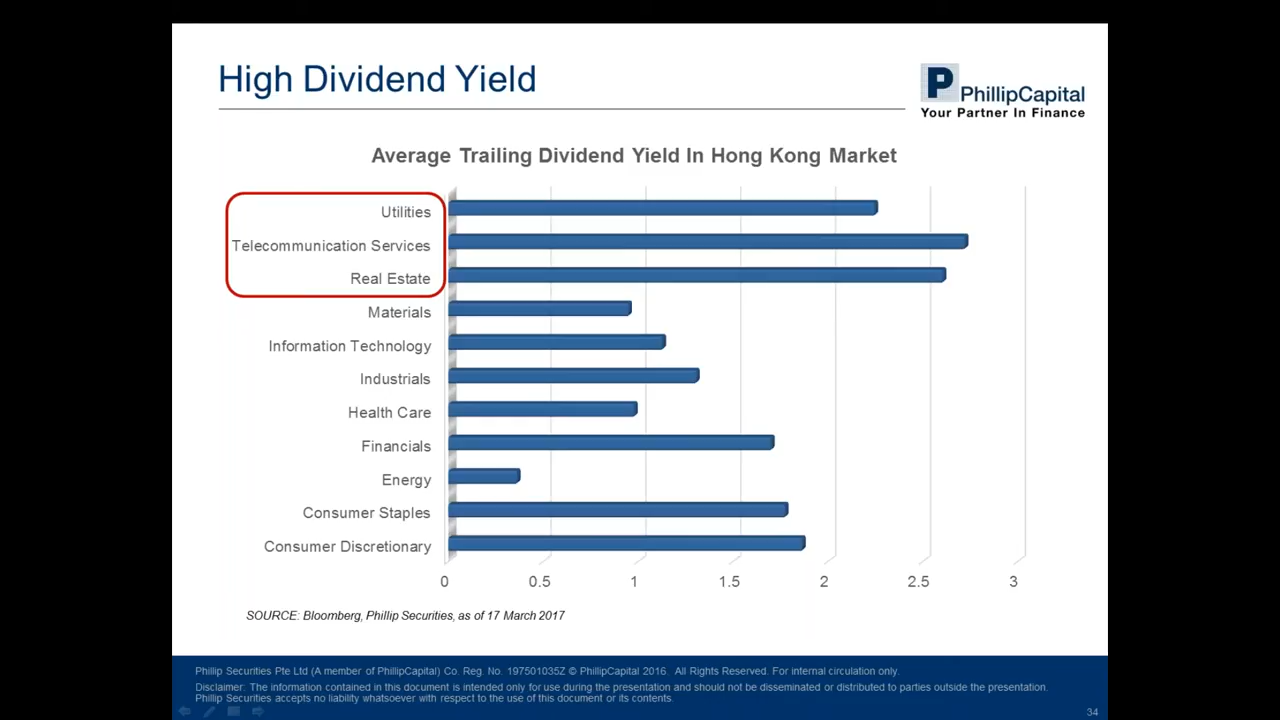 High Dividend Yield
P
PhillipCapital
Your Partner In Finance
Average Trailing Dividend Yield In Hong Kong Market
Utilities
Telecommunication Services
Real Estate
Materials
Information Technology
Industrials
Health Care
Financials
Energy
Consumer Staples
Consumer Discretionary
0 0.5 1 1.5 2 2.5 3
SOURCE: Bloomberg, Phillip Securities, as of 17 March 2017
Phillip Securities Pte Ltd (A member of PhillipCapital) Co. Reg. No. 197501035Z © PhillipCapital 2016. All Rights Reserved. For internal circulation only.
Disclaimer: The information contained in this document is intended only for use during the presentation and should not be disseminated or distributed to parties outside the presentation.
Phillip Securities accepts no liability whatsoever with respect to the use of this document or its contents.
34